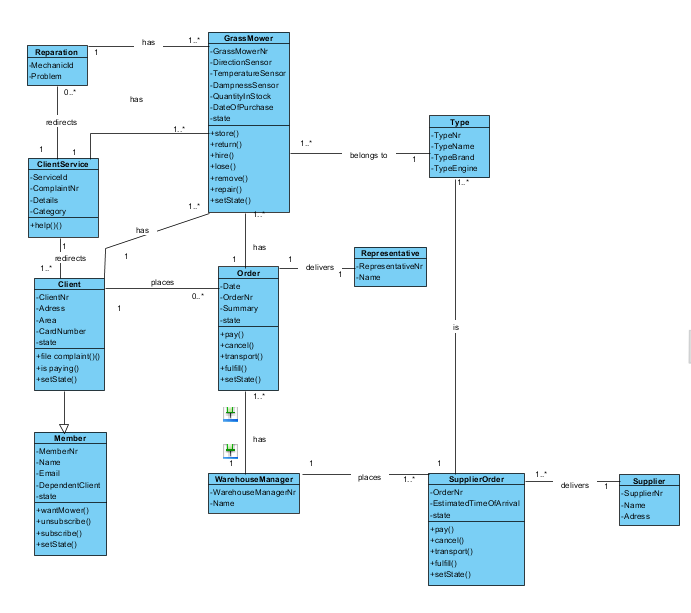 GrassMower
-GrassMowerNr
-DirectionSensor
-TemperatureSensor
-DampnessSensor
-QuantityInStock
-DateOfPurchase
-state
+store()
+return()
+hire()
+lose()
+remove()
+repair()
+setState()
Reparation
-MechanicId
-Problem
has
1
1..*
0..*
redirects
1
has
1
1..*
ClientService
-ServiceId
-ComplaintNr
-Details
-Category
+help()()
1
redirects
1..*
has
1..*
1
1..*
belongs to
1
Type
-TypeNr
-TypeName
-TypeBrand
-TypeEngine
1..*
is
1
1..*
has
1
Representative
-RepresentativeNr
-Name
1
delivers
1
Client
-ClientNr
-Adress
-Area
-CardNumber
-state
+file complaint()()
+is paying()
+setState()
places
0..*
1
Order
-Date
-OrderNr
-Summary
-state
+pay()
+cancel()
+transport()
+fulfill()
+setState()
1..*
has
1
Member
-MemberNr
-Name
-Email
-DependentClient
-state
+wantMower()
+unsubscribe()
+subscribe()
+setState()
WarehouseManager
-WarehouseManagerNr
-Name
1
places
1..*
SupplierOrder
-OrderNr
-EstimatedTimeOfArrival
-state
+pay()
+cancel()
+transport()
+fulfill()
+setState()
1..*
delivers
1
Supplier
-SupplierNr
-Name
-Adress